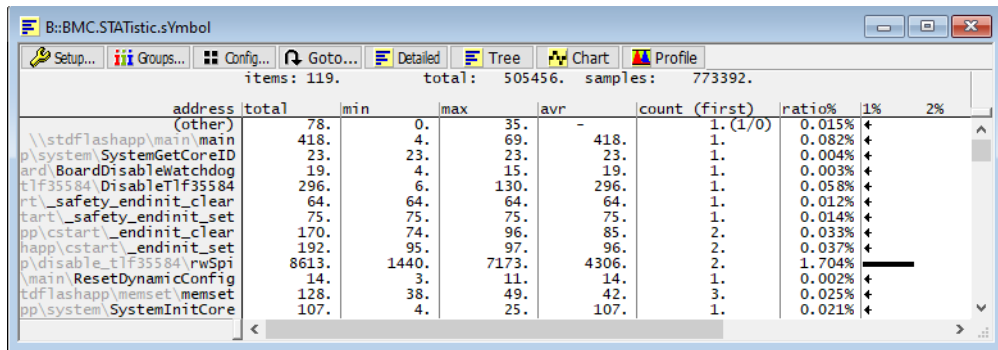 B::BMC.STATistic.sYmbol
Setup... Groups... Config... Goto... Detailed Tree Chart Profile
items: 119. total: 505456. samples: 773392.
address total min max avr count (first) ratio% 1% 2%
(other) 78. 0. 35. - 1.(1/0) 0.015%
\\stdflashapp\main\main 418. 4. 69. 418. 1. 0.082%
p\system\SystemGetCoreID 23. 23. 23. 23. 1. 0.004%
ard\BoardDisableWatchdog 19. 4. 15. 19. 1. 0.003%
tlf35584\DisableTlf35584 296. 6. 130. 296. 1. 0.058%
rt\_safety_endinit_clear 64. 64. 64. 64. 1. 0.012%
tart\_safety_endinit_set 75. 75. 75. 75. 1. 0.014%
pp\cstart\_endinit_clear 170. 74. 96. 85. 2. 0.033%
happ\cstart\_endinit_set 192. 95. 97. 96. 2. 0.037%
p\disable_tlf35584\rwSpi 8613. 1440. 7173. 4306. 2. 1.704%
\main\ResetDynamicConfig 14. 3. 11. 14. 1. 0.002%
tdflashapp\memset\memset 128. 38. 49. 42. 3. 0.025%
pp\system\SystemInitCore 107. 4. 25. 107. 1. 0.021%